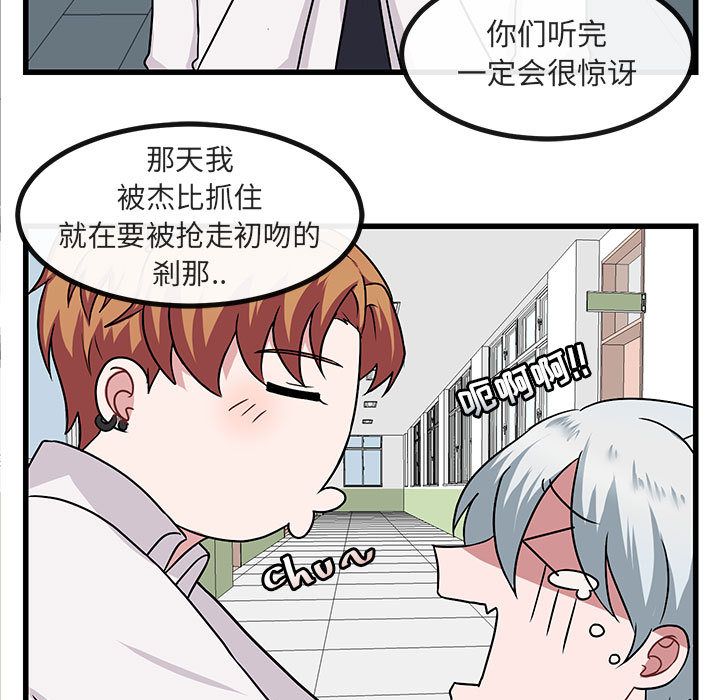 你们听完
一定会很惊讶
那天我
被杰比抓住
就在要被抢走初吻的
剎那..
呃啊啊!!
chu~